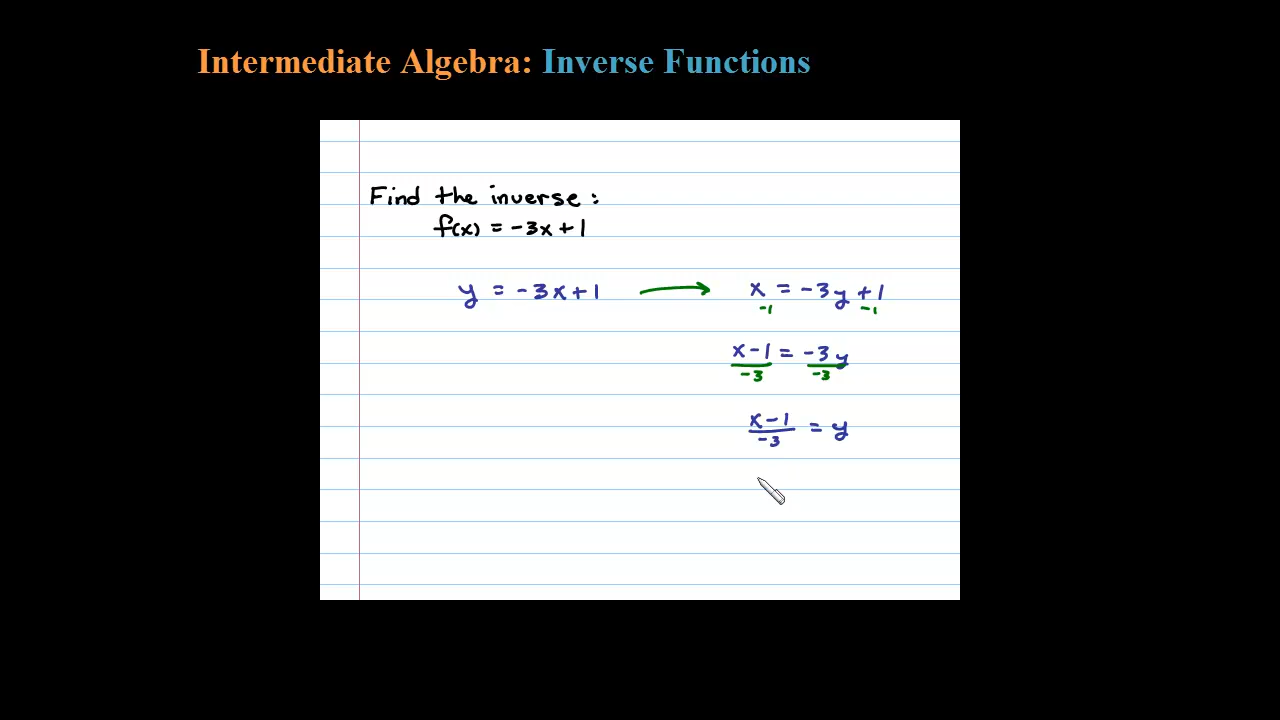 Intermediate Algebra: Inverse Functions
Find the inverse:
f(x) = -3x + 1
y = -3x + 1 → x = -3y + 1
-1 -1
x - 1 = -3y
-3 -3
x - 1 = y
-3